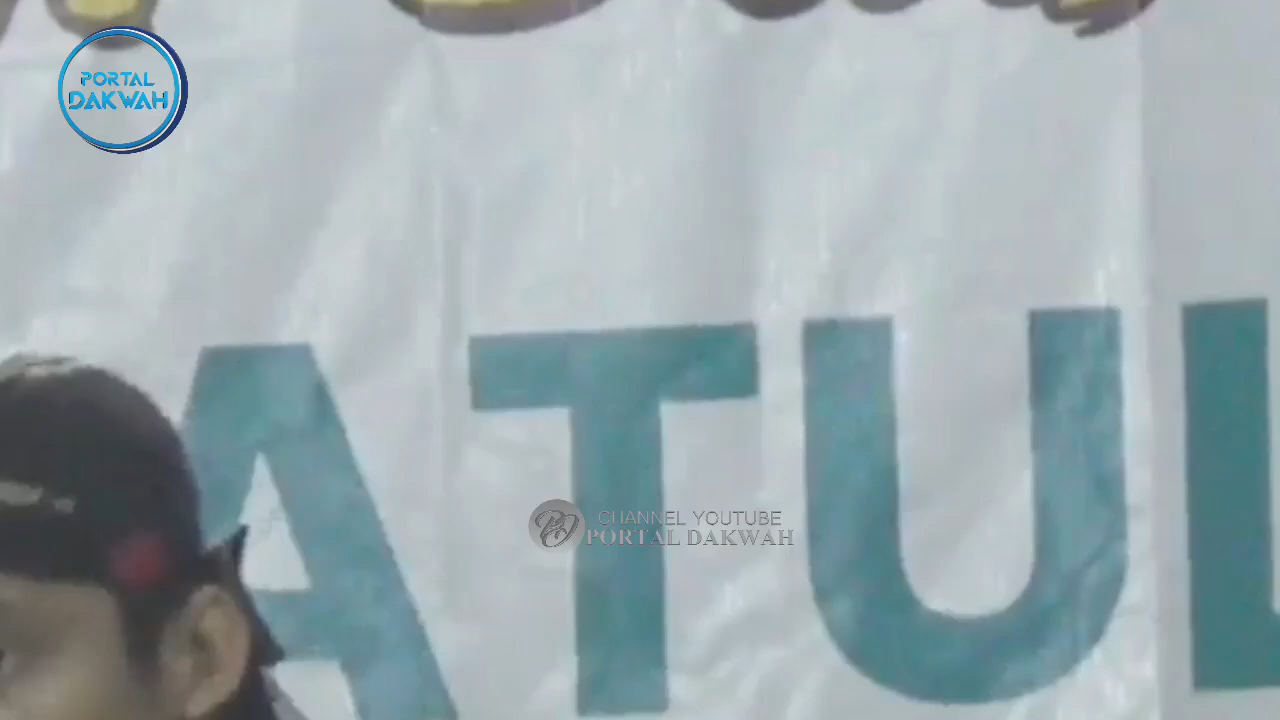 PORTAL
DAKWAH
ATUL
CHANNEL YOUTUBE
PORTAL DAKWAH